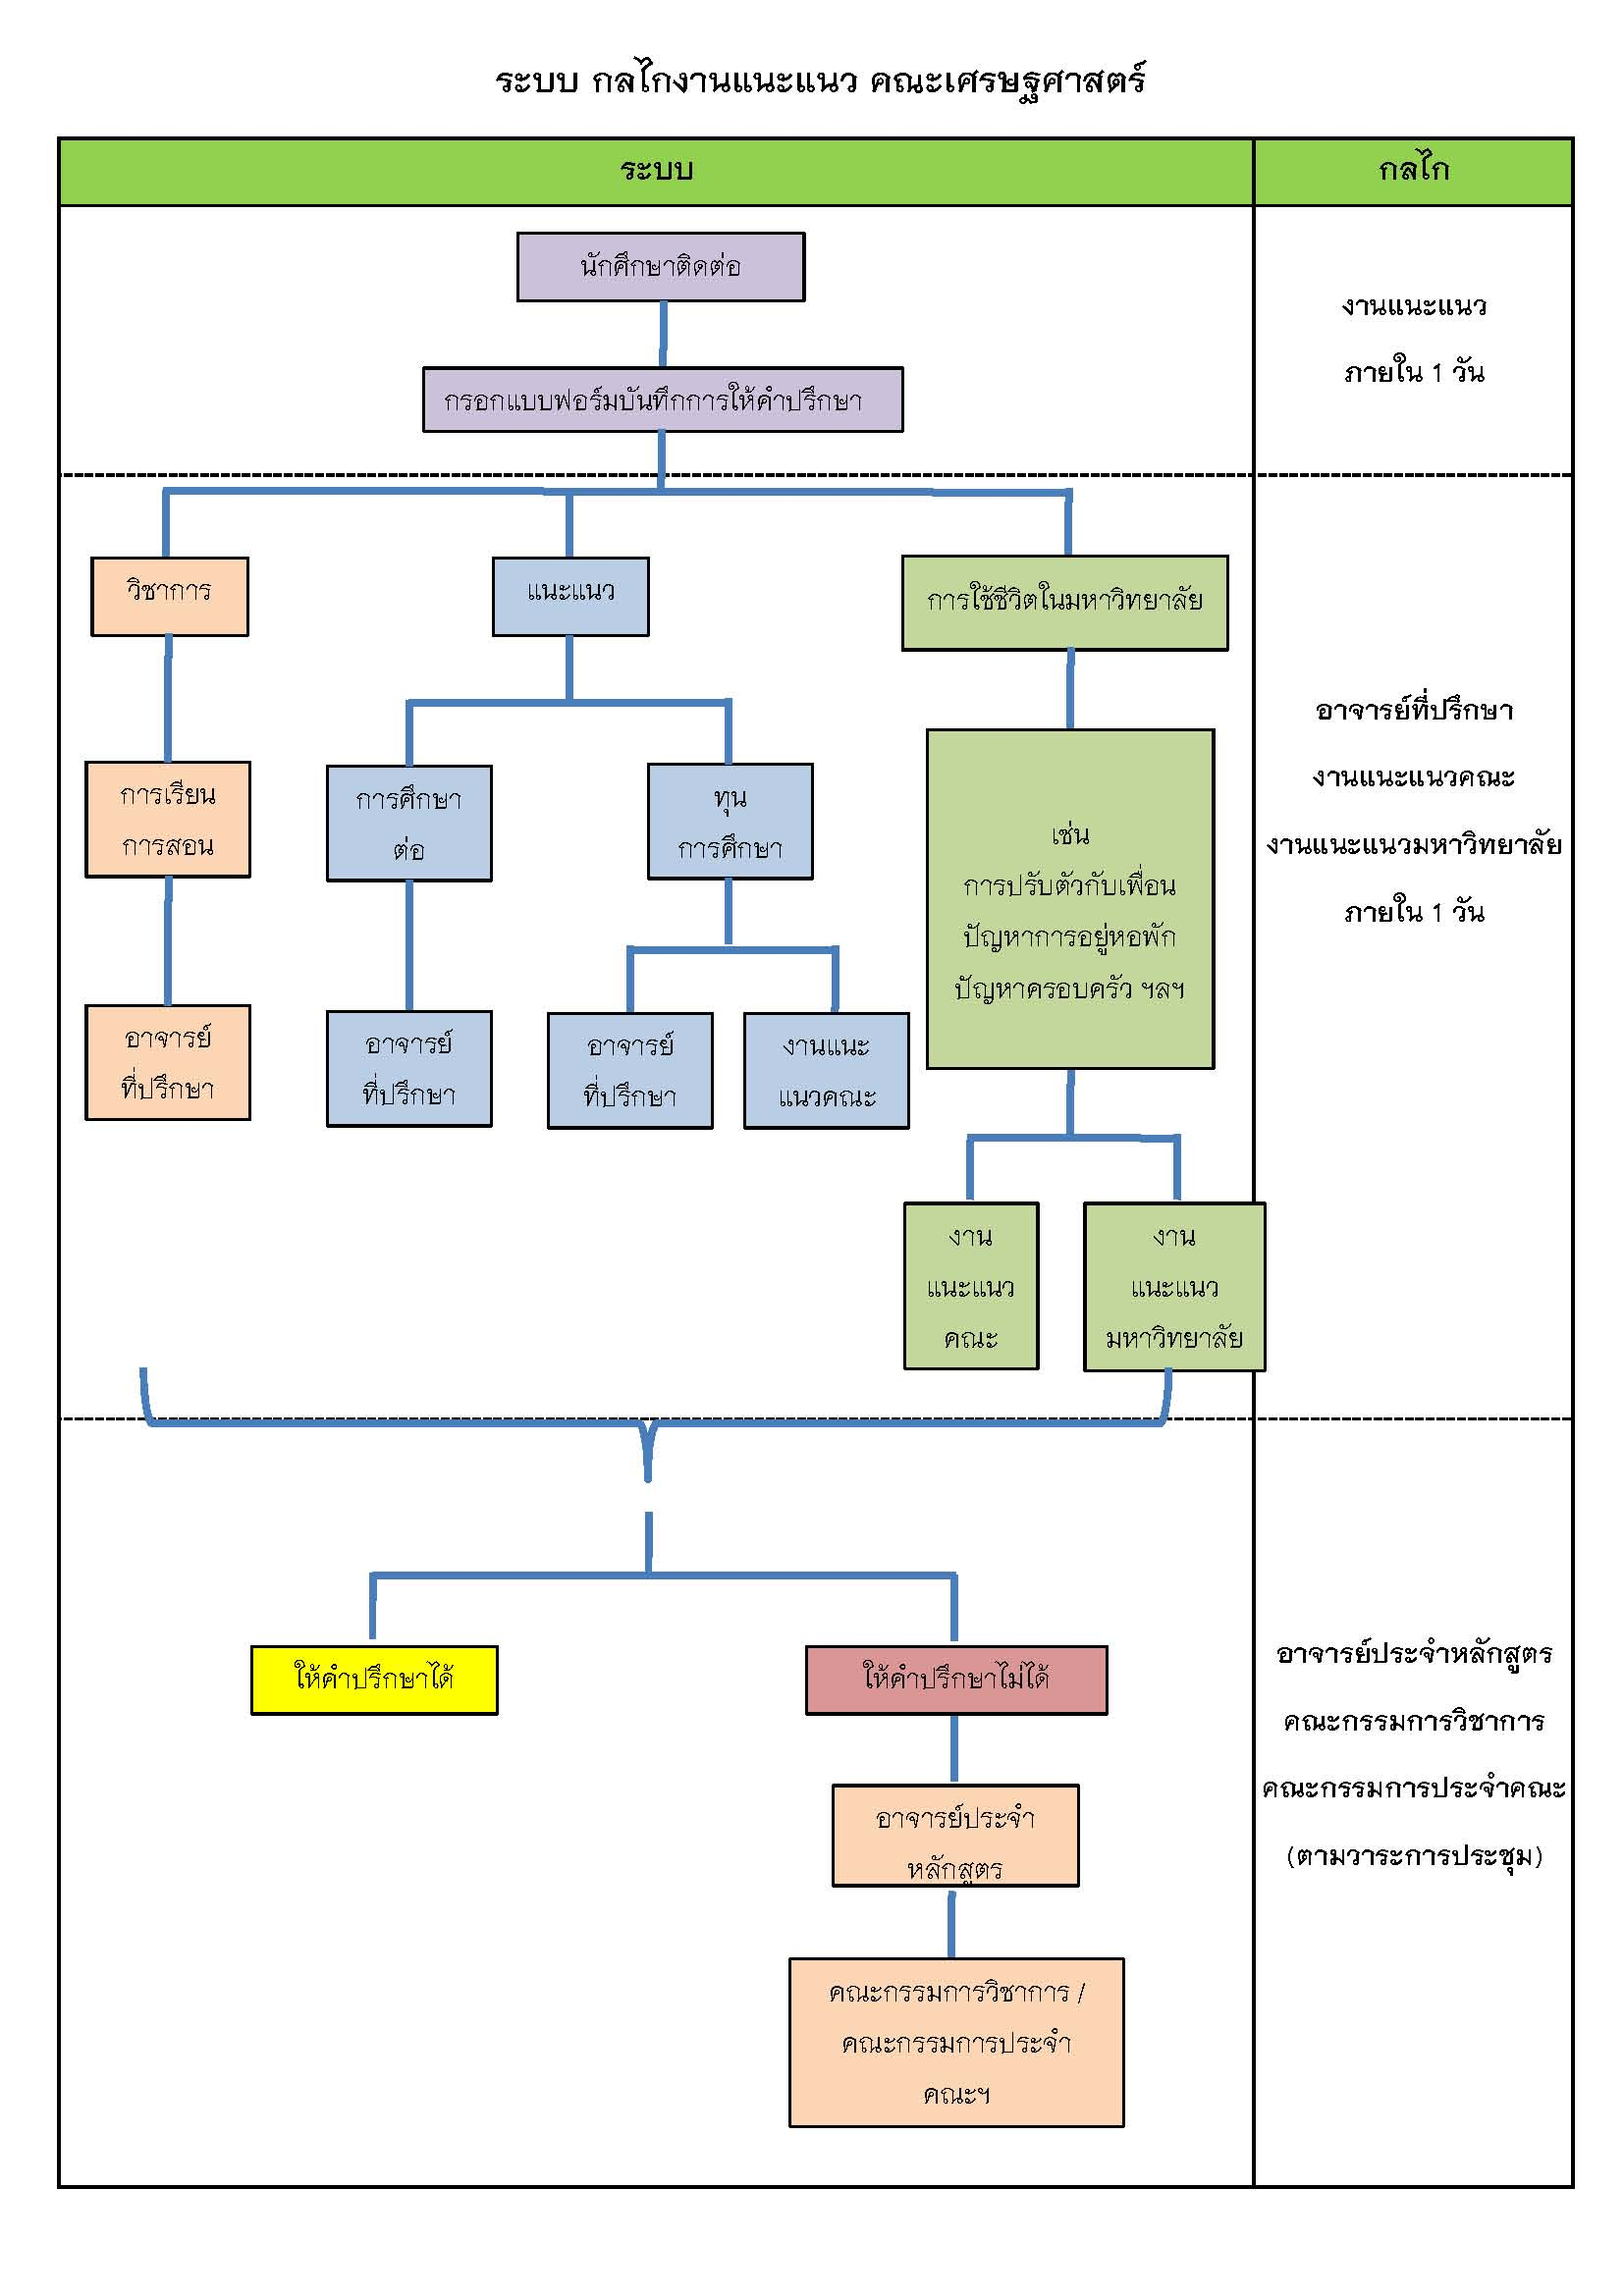 ระบบ กลไกงานแนะแนว คณะเศรษฐศาสตร์
ระบบ
กลไก
นักศึกษาติดต่อ
กรอกแบบฟอร์มบันทึกการให้คำปรึกษา
งานแนะแนว
ภายใน 1 วัน
วิชาการ
แนะแนว
การใช้ชีวิตในมหาวิทยาลัย
การเรียน
การสอน
การศึกษา
ต่อ
ทุน
การศึกษา
เช่น
การปรับตัวกับเพื่อน
ปัญหาการอยู่หอพัก
ปัญหาครอบครัว ฯลฯ
อาจารย์
ที่ปรึกษา
อาจารย์
ที่ปรึกษา
อาจารย์
ที่ปรึกษา
งานแนะ
แนวคณะ
งาน
แนะแนว
คณะ
งาน
แนะแนว
มหาวิทยาลัย
อาจารย์ที่ปรึกษา
งานแนะแนวคณะ
งานแนะแนวมหาวิทยาลัย
ภายใน 1 วัน
ให้คำปรึกษาได้
ให้คำปรึกษาไม่ได้
อาจารย์ประจำ
หลักสูตร
คณะกรรมการวิชาการ /
คณะกรรมการประจำ
คณะฯ
อาจารย์ประจำหลักสูตร
คณะกรรมการวิชาการ
คณะกรรมการประจำคณะ
(ตามวาระการประชุม)